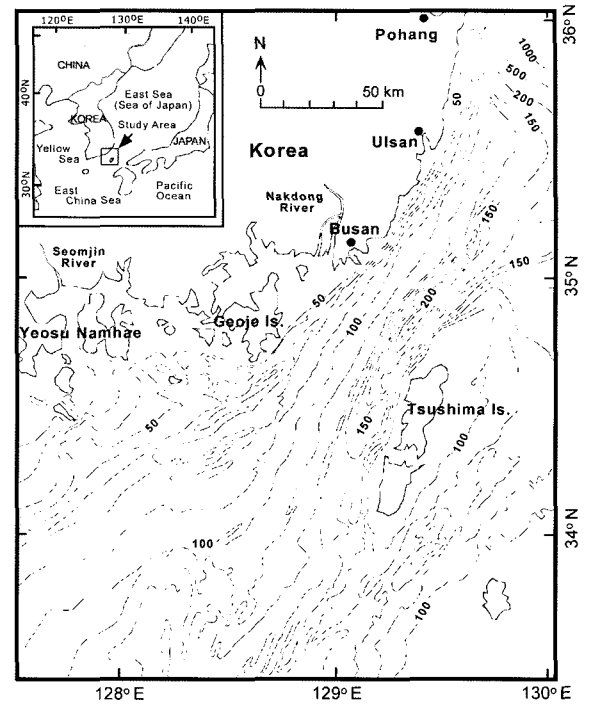 120°E
130°E
140°E
40°N
30°N
CHINA
East Sea
(Sea of Japan)
KOREA
Study Area
JAPAN
Yellow
Sea
East
China Sea
Pacific
Ocean
N
0
50 km
Pohang
36°N
1000
500
200
150
50
Ulsan
Korea
Nakdong
River
150
Busan
150
Seomjin
River
35°N
50
200
100
Geoje Is.
Yeosu Namhae
Tsushima Is.
50
150
100
100
34°N
100
128°E
129°E
130°E